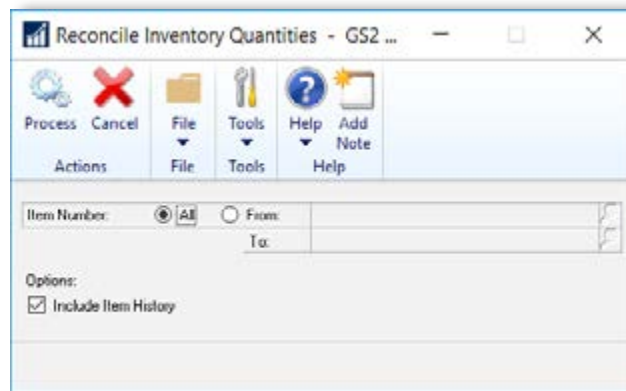 Reconcile Inventory Quantities - GS2 ...
Process Cancel File Tools Help Add Note
Actions File Tools Help
Item Number: All From:
To:
Options:
Include Item History